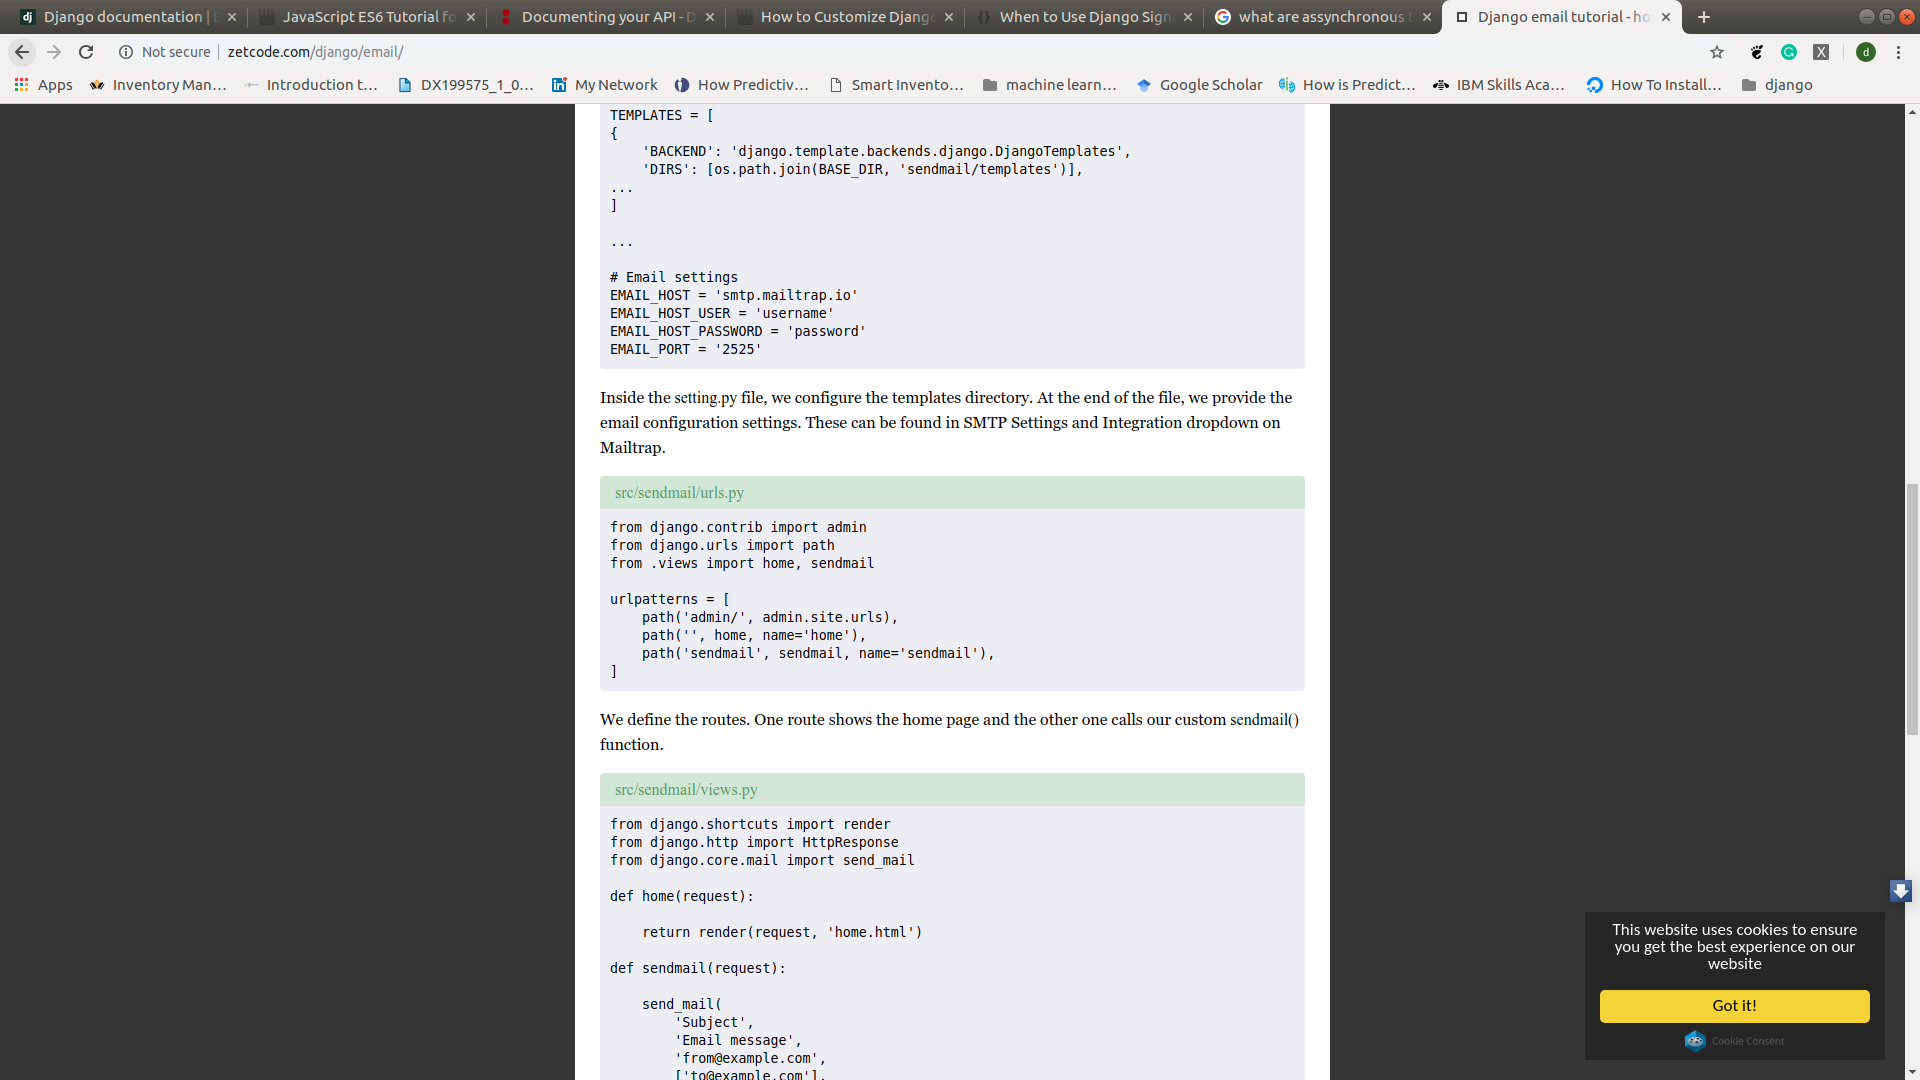 Django documentation |
JavaScript ES6 Tutorial fo
Documenting your API - D
How to Customize Django
When to Use Django Sign
what are assynchronous t
Django email tutorial - ho
Not secure
zetcode.com/django/email/
Apps
Inventory Man...
Introduction t...
DX199575_1_0...
My Network
How Predictiv...
Smart Invento...
machine learn...
Google Scholar
How is Predict...
IBM Skills Aca...
How To Install...
django
TEMPLATES = [
{
'BACKEND': 'django.template.backends.django.DjangoTemplates',
'DIRS': [os.path.join(BASE_DIR, 'sendmail/templates')],
...
]
...
# Email settings
EMAIL_HOST = 'smtp.mailtrap.io'
EMAIL_HOST_USER = 'username'
EMAIL_HOST_PASSWORD = 'password'
EMAIL_PORT = '2525'
Inside the setting.py file, we configure the templates directory. At the end of the file, we provide the
email configuration settings. These can be found in SMTP Settings and Integration dropdown on
Mailtrap.
src/sendmail/urls.py
from django.contrib import admin
from django.urls import path
from .views import home, sendmail
urlpatterns = [
path('admin/', admin.site.urls),
path('', home, name='home'),
path('sendmail', sendmail, name='sendmail'),
]
We define the routes. One route shows the home page and the other one calls our custom sendmail()
function.
src/sendmail/views.py
from django.shortcuts import render
from django.http import HttpResponse
from django.core.mail import send_mail
def home(request):
return render(request, 'home.html')
def sendmail(request):
send_mail(
'Subject',
'Email message',
'from@example.com',
['to@example.com'],
This website uses cookies to ensure
you get the best experience on our
website
Got it!
Cookie Consent